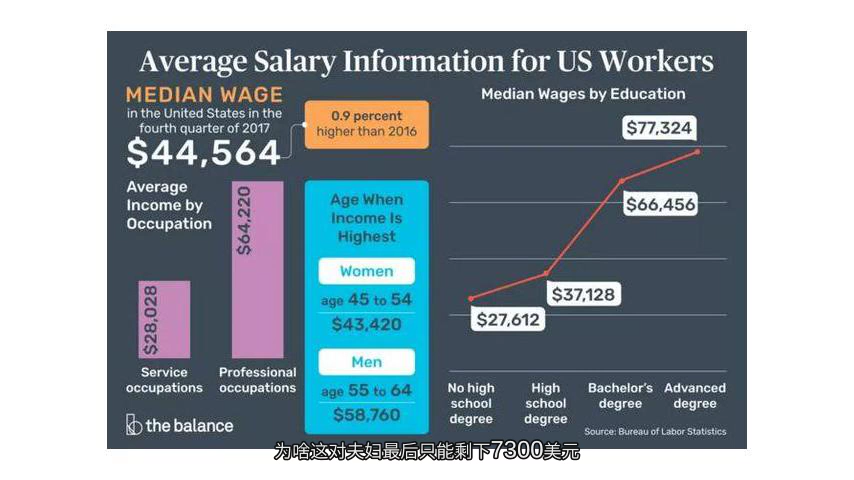 Average Salary Information for US Workers
MEDIAN WAGE
in the United States in the
fourth quarter of 2017
$44,564
0.9 percent
higher than 2016
Average
Income by
Occupation
$28,028
$64,220
Service
occupations
Professional
occupations
the balance
Age When
Income Is
Highest
Women
age 45 to 54
$43,420
Men
age 55 to 64
$58,760
Median Wages by Education
$77,324
$66,456
$37,128
$27,612
No high
school
degree
High
school
degree
Bachelor's
degree
Advanced
degree
Source: Bureau of Labor Statistics
为啥这对夫妇最后只能剩下7300美元